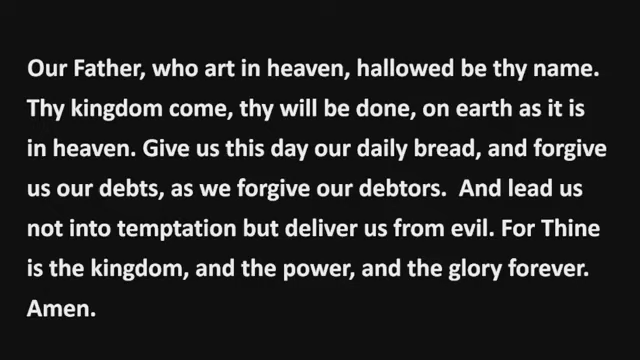 Our Father, who art in heaven, hallowed be thy name.
Thy kingdom come, thy will be done, on earth as it is
in heaven. Give us this day our daily bread, and forgive
us our debts, as we forgive our debtors.  And lead us
not into temptation but deliver us from evil. For Thine
is the kingdom, and the power, and the glory forever.
Amen.